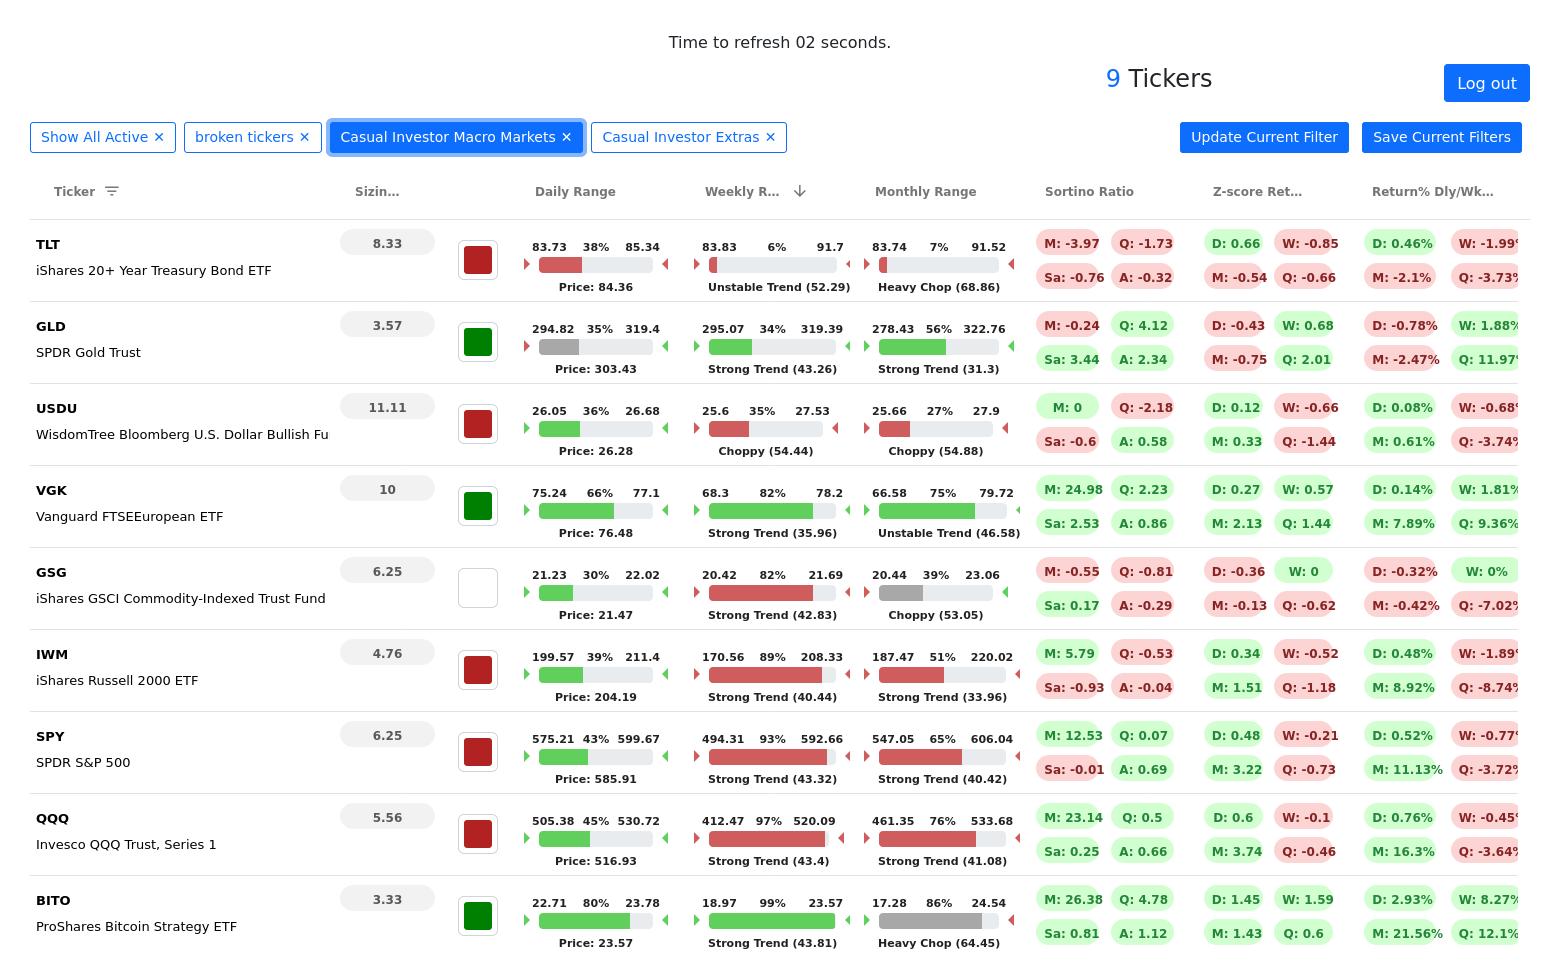 Time to refresh 02 seconds.
9 Tickers
Log out
Show All Active ✕ broken tickers ✕ Casual Investor Macro Markets ✕ Casual Investor Extras ✕ Update Current Filter Save Current Filters
Ticker Sizin... Daily Range Weekly R... Monthly Range Sortino Ratio Z-score Ret... Return% Dly/Wk...
TLT 8.33 83.73 38% 85.34 83.83 6% 91.7 83.74 7% 91.52 M: -3.97 Q: -1.73 D: 0.66 W: -0.85 D: 0.46% W: -1.99%
iShares 20+ Year Treasury Bond ETF Price: 84.36 Unstable Trend (52.29) Heavy Chop (68.86) Sa: -0.76 A: -0.32 M: -0.54 Q: -0.66 M: -2.1% Q: -3.73%
GLD 3.57 294.82 35% 319.4 295.07 34% 319.39 278.43 56% 322.76 M: -0.24 Q: 4.12 D: -0.43 W: 0.68 D: -0.78% W: 1.88%
SPDR Gold Trust Price: 303.43 Strong Trend (43.26) Strong Trend (31.3) Sa: 3.44 A: 2.34 M: -0.75 Q: 2.01 M: -2.47% Q: 11.97%
USDU 11.11 26.05 36% 26.68 25.6 35% 27.53 25.66 27% 27.9 M: 0 Q: -2.18 D: 0.12 W: -0.66 D: 0.08% W: -0.68%
WisdomTree Bloomberg U.S. Dollar Bullish Fu Price: 26.28 Choppy (54.44) Choppy (54.88) Sa: -0.6 A: 0.58 M: 0.33 Q: -1.44 M: 0.61% Q: -3.74%
VGK 10 75.24 66% 77.1 68.3 82% 78.2 66.58 75% 79.72 M: 24.98 Q: 2.23 D: 0.27 W: 0.57 D: 0.14% W: 1.81%
Vanguard FTSEEuropean ETF Price: 76.48 Strong Trend (35.96) Unstable Trend (46.58) Sa: 2.53 A: 0.86 M: 2.13 Q: 1.44 M: 7.89% Q: 9.36%
GSG 6.25 21.23 30% 22.02 20.42 82% 21.69 20.44 39% 23.06 M: -0.55 Q: -0.81 D: -0.36 W: 0 D: -0.32% W: 0%
iShares GSCI Commodity-Indexed Trust Fund Price: 21.47 Strong Trend (42.83) Choppy (53.05) Sa: 0.17 A: -0.29 M: -0.13 Q: -0.62 M: -0.42% Q: -7.02%
IWM 4.76 199.57 39% 211.4 170.56 89% 208.33 187.47 51% 220.02 M: 5.79 Q: -0.53 D: 0.34 W: -0.52 D: 0.48% W: -1.89%
iShares Russell 2000 ETF Price: 204.19 Strong Trend (40.44) Strong Trend (33.96) Sa: -0.93 A: -0.04 M: 1.51 Q: -1.18 M: 8.92% Q: -8.74%
SPY 6.25 575.21 43% 599.67 494.31 93% 592.66 547.05 65% 606.04 M: 12.53 Q: 0.07 D: 0.48 W: -0.21 D: 0.52% W: -0.77%
SPDR S&P 500 Price: 585.91 Strong Trend (43.32) Strong Trend (40.42) Sa: -0.01 A: 0.69 M: 3.22 Q: -0.73 M: 11.13% Q: -3.72%
QQQ 5.56 505.38 45% 530.72 412.47 97% 520.09 461.35 76% 533.68 M: 23.14 Q: 0.5 D: 0.6 W: -0.1 D: 0.76% W: -0.45%
Invesco QQQ Trust, Series 1 Price: 516.93 Strong Trend (43.4) Strong Trend (41.08) Sa: 0.25 A: 0.66 M: 3.74 Q: -0.46 M: 16.3% Q: -3.64%
BITO 3.33 22.71 80% 23.78 18.97 99% 23.57 17.28 86% 24.54 M: 26.38 Q: 4.78 D: 1.45 W: 1.59 D: 2.93% W: 8.27%
ProShares Bitcoin Strategy ETF Price: 23.57 Strong Trend (43.81) Heavy Chop (64.45) Sa: 0.81 A: 1.12 M: 1.43 Q: 0.6 M: 21.56% Q: 12.1%